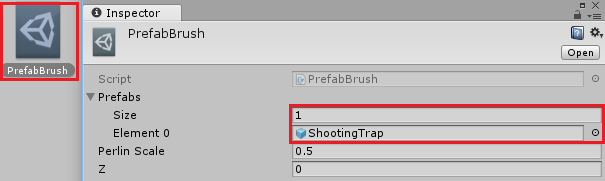 PrefabBrush
Inspector
PrefabBrush
Open
Script PrefabBrush
Prefabs
Size 1
Element 0 ShootingTrap
Perlin Scale 0.5
Z 0